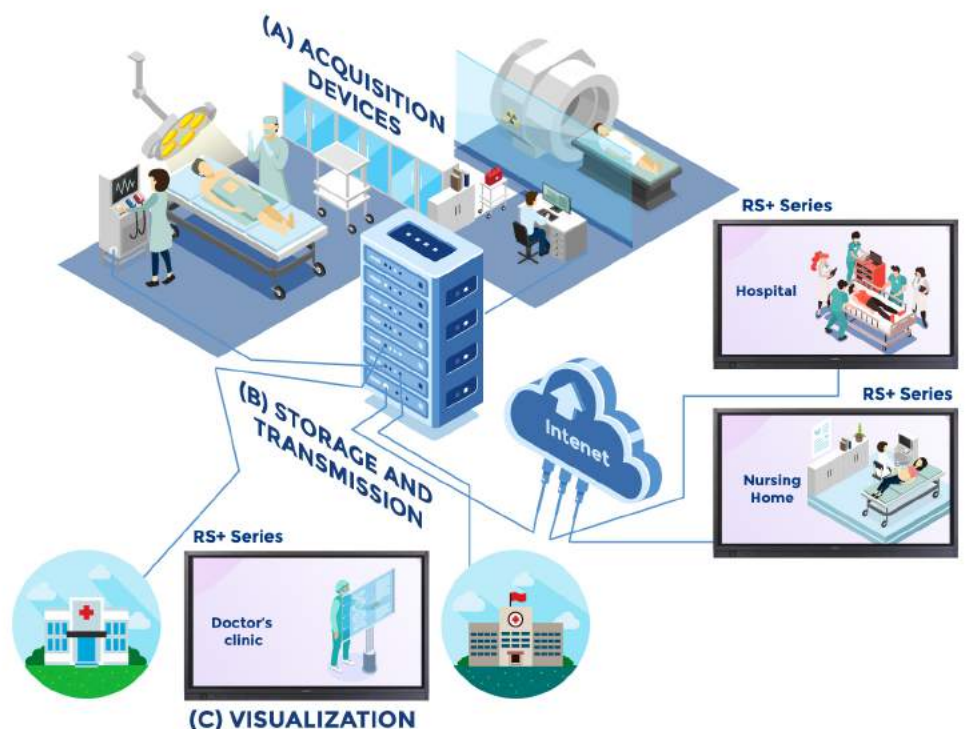 (A) ACQUISITION
DEVICES
RS+ Series
Hospital
RS+ Series
Nursing
Home
(B) STORAGE AND
TRANSMISSION
Intenet
RS+ Series
Doctor's
clinic
(C) VISUALIZATION